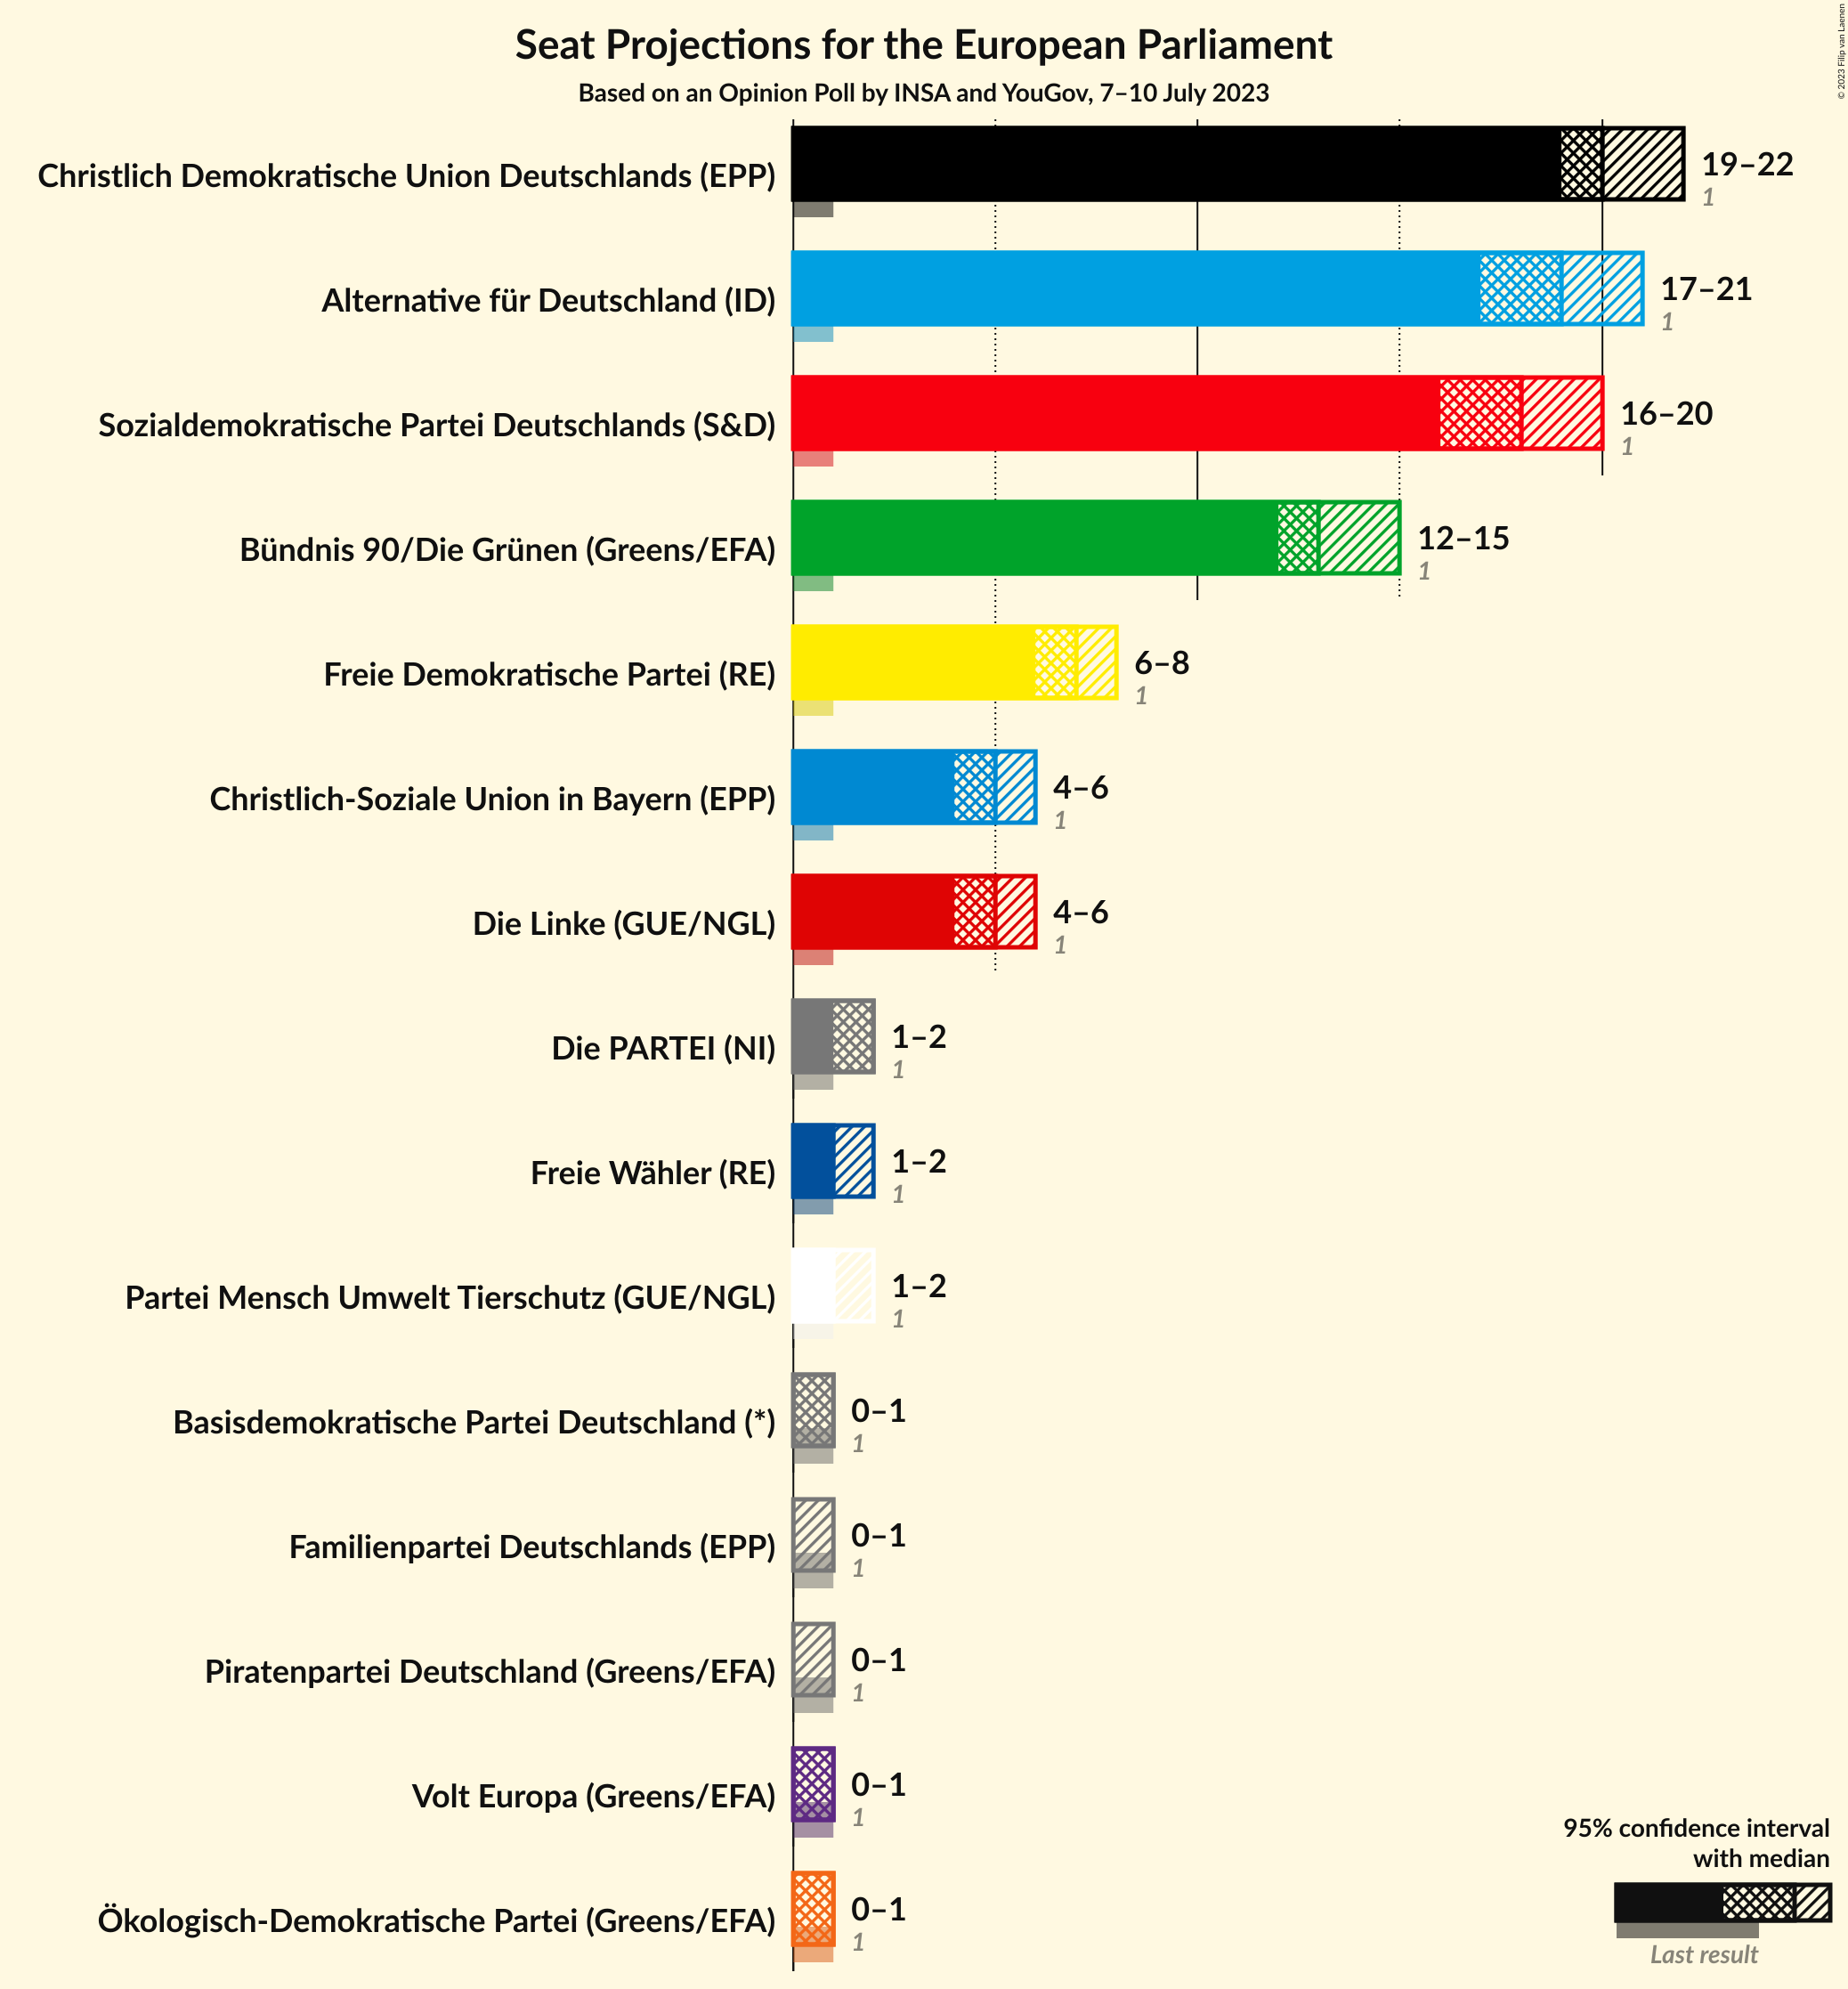 Seat Projections for the European Parliament
Based on an Opinion Poll by INSA and YouGov, 7–10 July 2023
© 2023 Filip van Laenen
Christlich Demokratische Union Deutschlands (EPP)
19–22
1
Alternative für Deutschland (ID)
17–21
1
Sozialdemokratische Partei Deutschlands (S&D)
16–20
1
Bündnis 90/Die Grünen (Greens/EFA)
12–15
1
Freie Demokratische Partei (RE)
6–8
1
Christlich-Soziale Union in Bayern (EPP)
4–6
1
Die Linke (GUE/NGL)
4–6
1
Die PARTEI (NI)
1–2
1
Freie Wähler (RE)
1–2
1
Partei Mensch Umwelt Tierschutz (GUE/NGL)
1–2
1
Basisdemokratische Partei Deutschland (*)
0–1
1
Familienpartei Deutschlands (EPP)
0–1
1
Piratenpartei Deutschland (Greens/EFA)
0–1
1
Volt Europa (Greens/EFA)
0–1
1
Ökologisch-Demokratische Partei (Greens/EFA)
0–1
1
95% confidence interval
with median
Last result